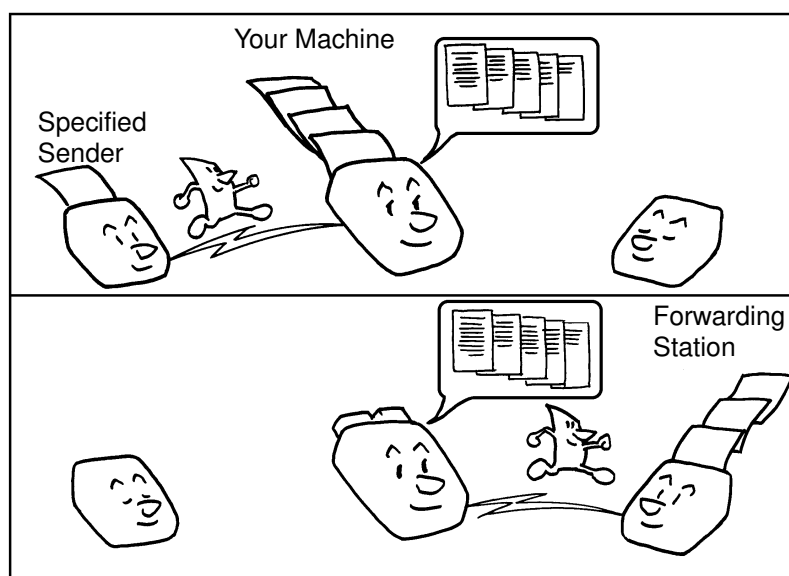 Your Machine
Specified
Sender
Forwarding
Station